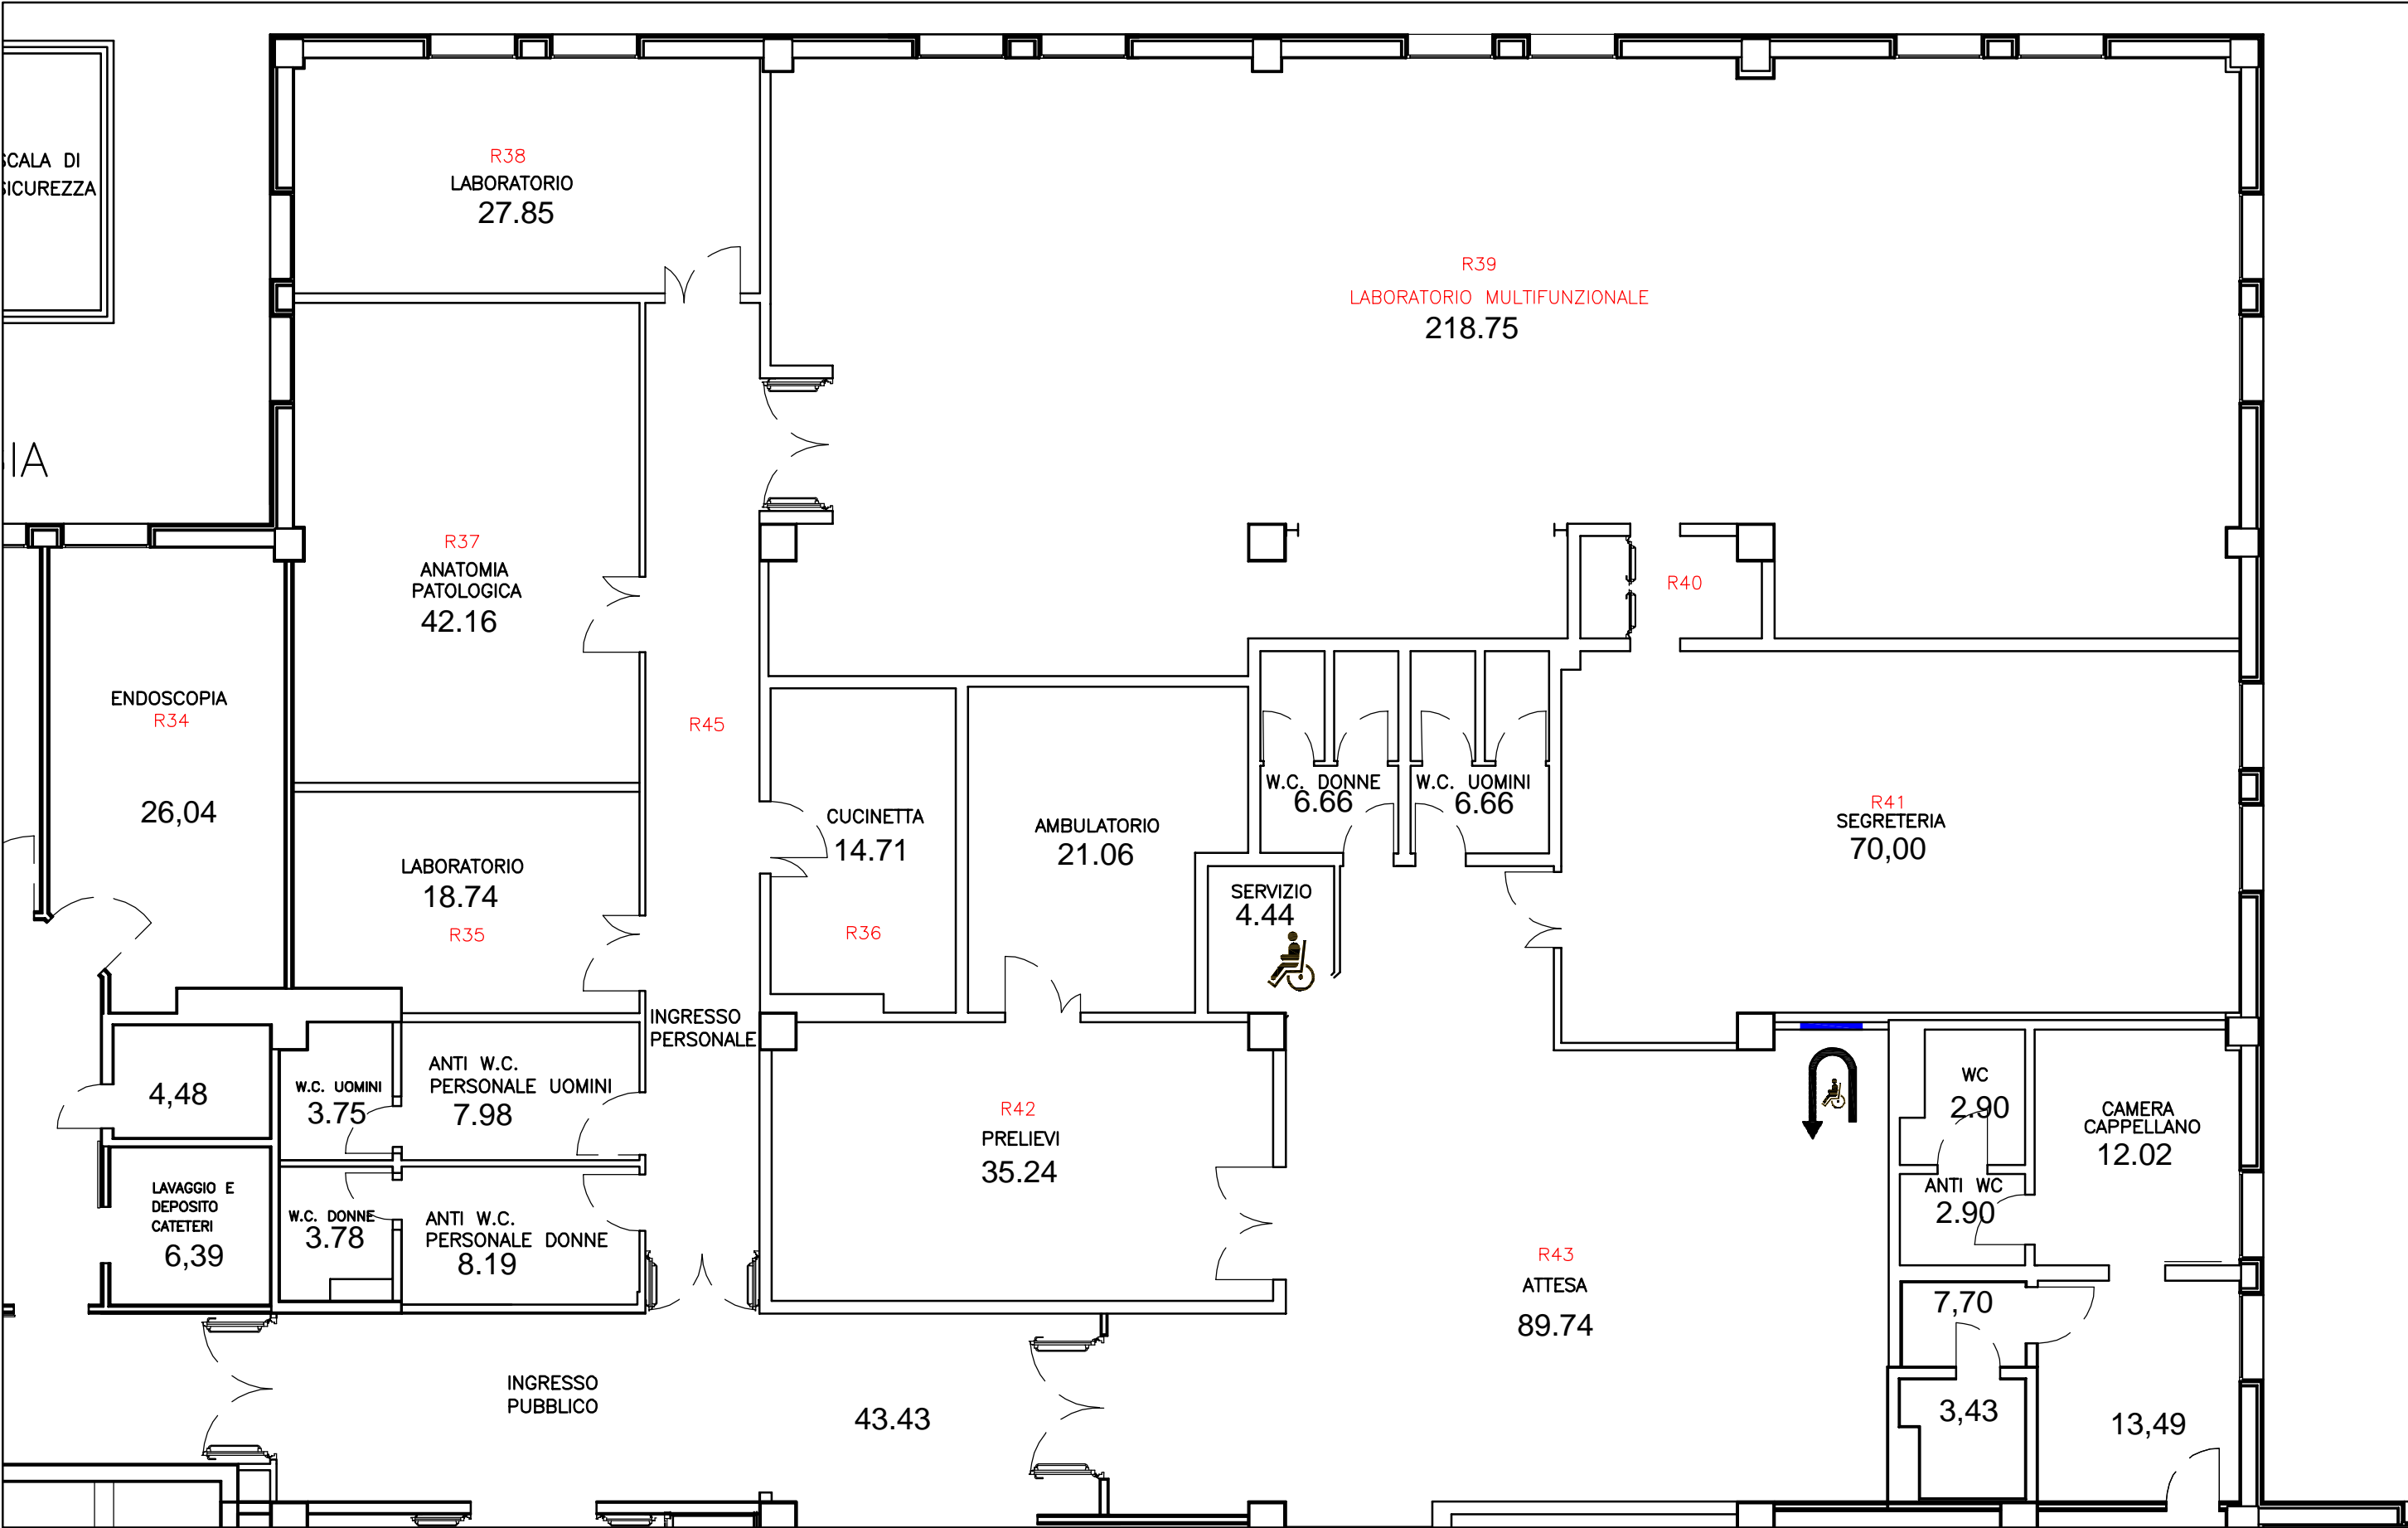 SCALA DI
SICUREZZA
IA
R38
LABORATORIO
27.85
R39
LABORATORIO MULTIFUNZIONALE
218.75
R37
ANATOMIA
PATOLOGICA
42.16
R40
ENDOSCOPIA
R34
26,04
R45
LABORATORIO
18.74
R35
CUCINETTA
14.71
R36
AMBULATORIO
21.06
W.C. DONNE
6.66
W.C. UOMINI
6.66
SERVIZIO
4.44
R41
SEGRETERIA
70,00
INGRESSO
PERSONALE
4,48
W.C. UOMINI
3.75
ANTI W.C.
PERSONALE UOMINI
7.98
LAVAGGIO E
DEPOSITO
CATETERI
6,39
W.C. DONNE
3.78
ANTI W.C.
PERSONALE DONNE
8.19
R42
PRELIEVI
35.24
R43
ATTESA
89.74
WC
2.90
CAMERA
CAPPELLANO
12.02
ANTI WC
2.90
7,70
3,43
13,49
INGRESSO
PUBBLICO
43.43